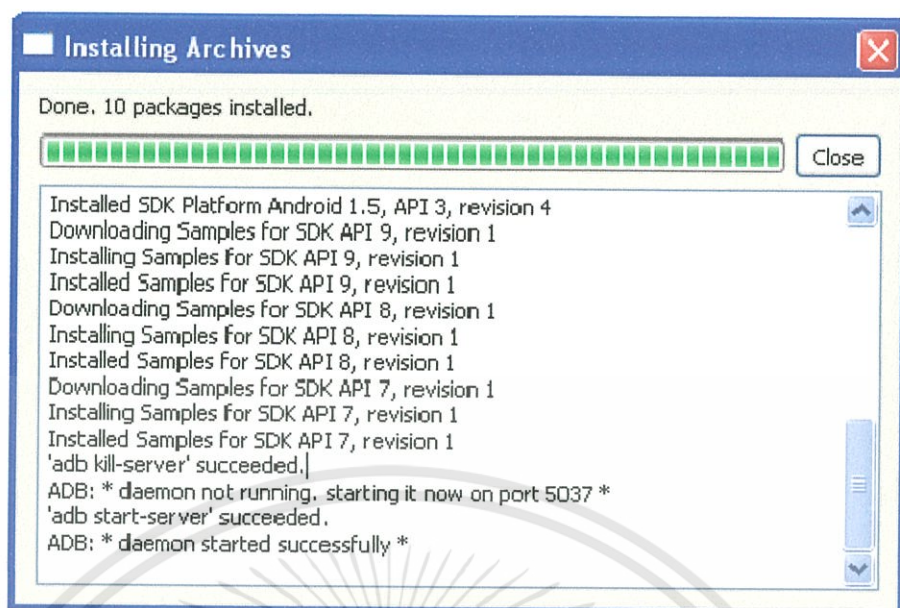 Installing Archives
Done. 10 packages installed.
Close
Installed SDK Platform Android 1.5, API 3, revision 4
Downloading Samples for SDK API 9, revision 1
Installing Samples for SDK API 9, revision 1
Installed Samples for SDK API 9, revision 1
Downloading Samples for SDK API 8, revision 1
Installing Samples for SDK API 8, revision 1
Installed Samples for SDK API 8, revision 1
Downloading Samples for SDK API 7, revision 1
Installing Samples for SDK API 7, revision 1
Installed Samples for SDK API 7, revision 1
'adb kill-server' succeeded.
ADB: * daemon not running. starting it now on port 5037 *
'adb start-server' succeeded.
ADB: * daemon started successfully *